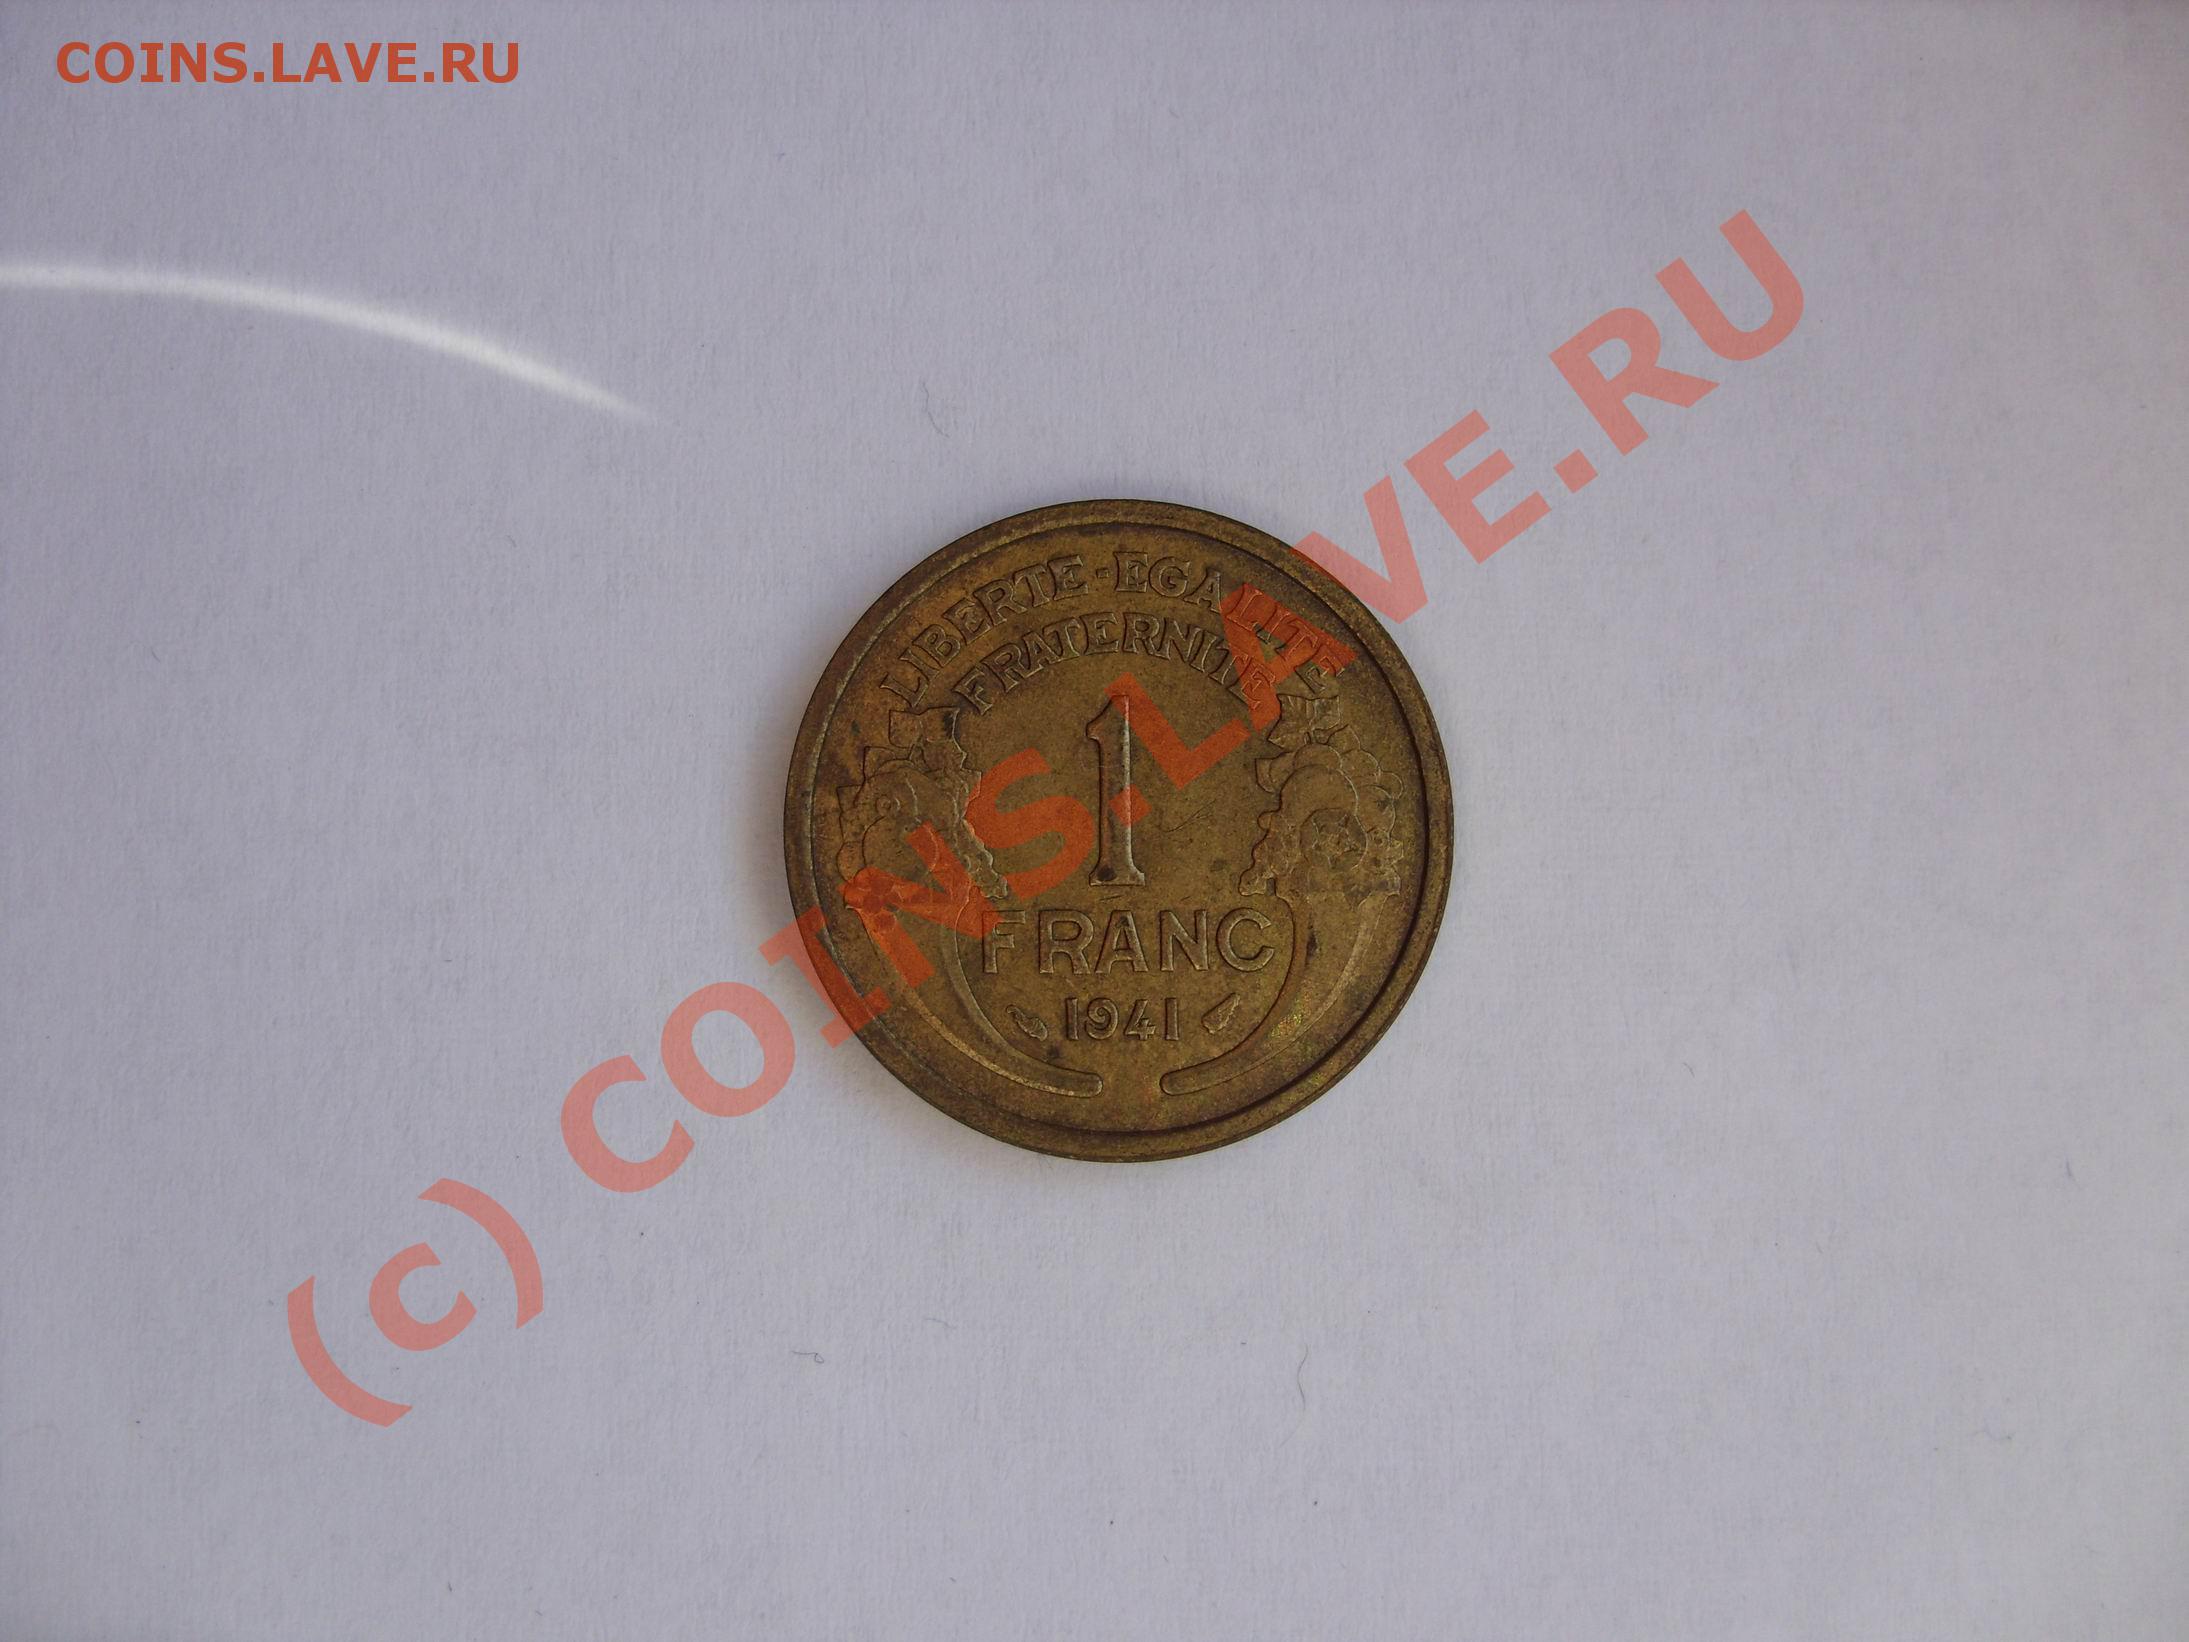 COINS.LAVE.RU
LIBERTE-EGALITE
FRATERNITE
1
FRANC
1941
(c) COINS.LAVE.RU